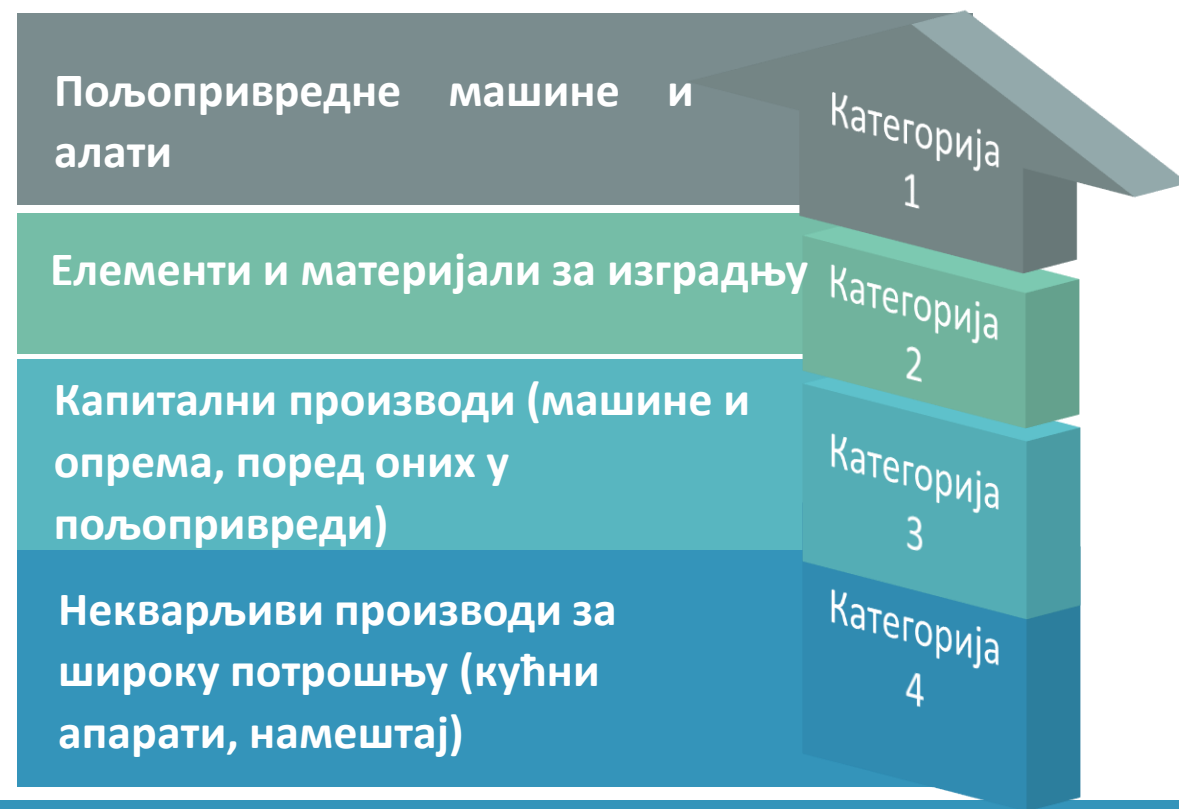 Пољопривредне машине и
алати
Категорија
1
Елементи и материјали за изградњу
Категорија
2
Капитални производи (машине и
опрема, поред оних у
пољопривреди)
Категорија
3
Некварљиви производи за
широку потрошњу (кућни
апарати, намештај)
Категорија
4